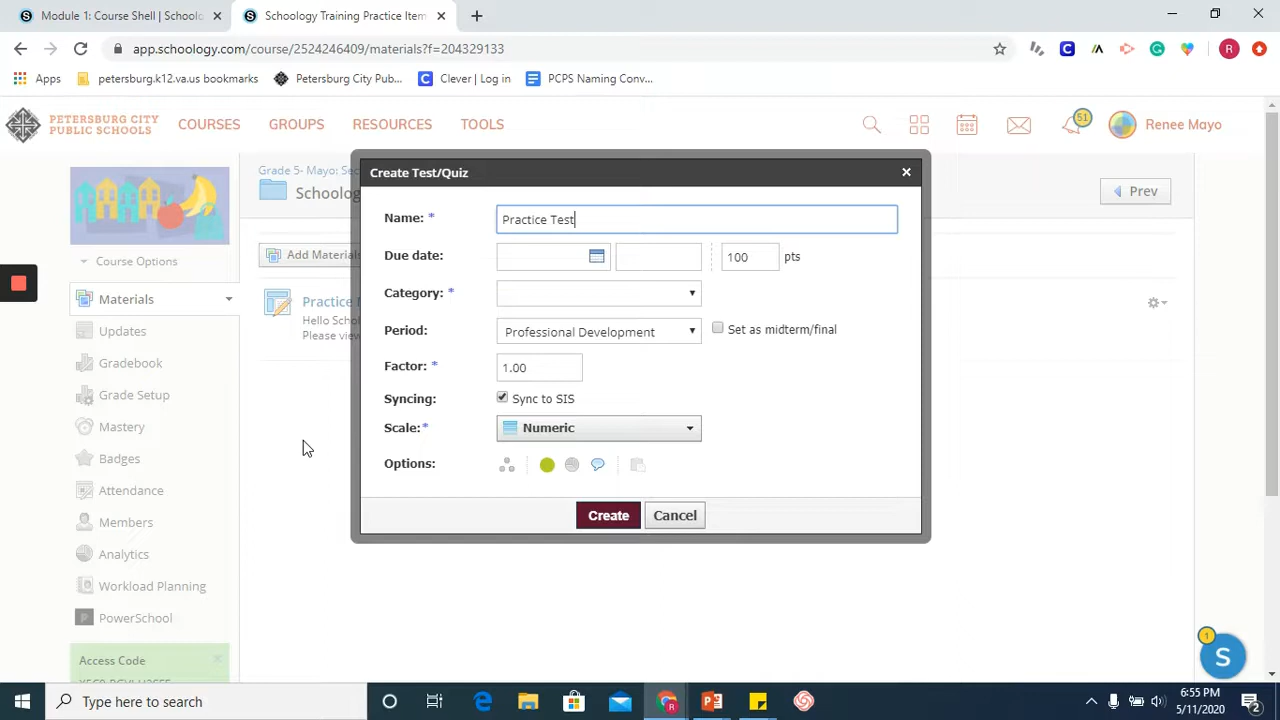 Module 1: Course Shell | Schoolo
Schoology Training Practice Item
app.schoology.com/course/2524246409/materials?f=204329133
R
Apps
petersburg.k12.va.us bookmarks
Petersburg City Pub...
Clever | Log in
PCPS Naming Conv...
PETERSBURG CITY
PUBLIC SCHOOLS
COURSES
GROUPS
RESOURCES
TOOLS
51
Renee Mayo
Grade 5- Mayo: Sec
Schoolog
Prev
Course Options
Add Materials
Materials
Updates
Gradebook
Grade Setup
Mastery
Badges
Attendance
Members
Analytics
Workload Planning
PowerSchool
Access Code
Hello Schol
Please view
Create Test/Quiz
Name: *
Practice Test
Due date:
100
pts
Category: *
Period:
Professional Development
Set as midterm/final
Factor: *
1.00
Syncing:
Sync to SIS
Scale:*
Numeric
Options:
Create
Cancel
1
S
Type here to search
6:55 PM
5/11/2020
2